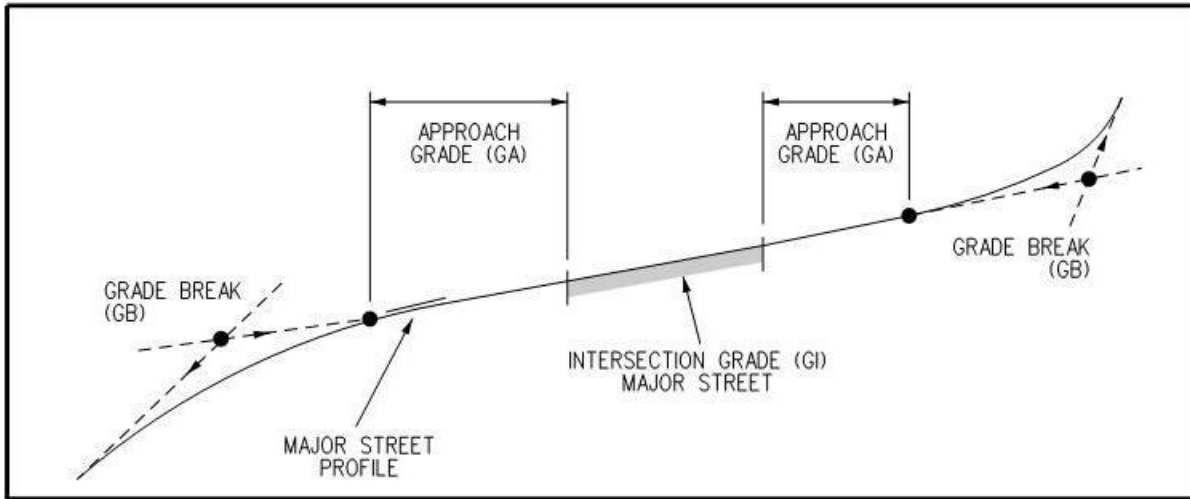 APPROACH
GRADE (GA)
APPROACH
GRADE (GA)
GRADE BREAK
(GB)
GRADE BREAK
(GB)
INTERSECTION GRADE (GI)
MAJOR STREET
MAJOR STREET
PROFILE